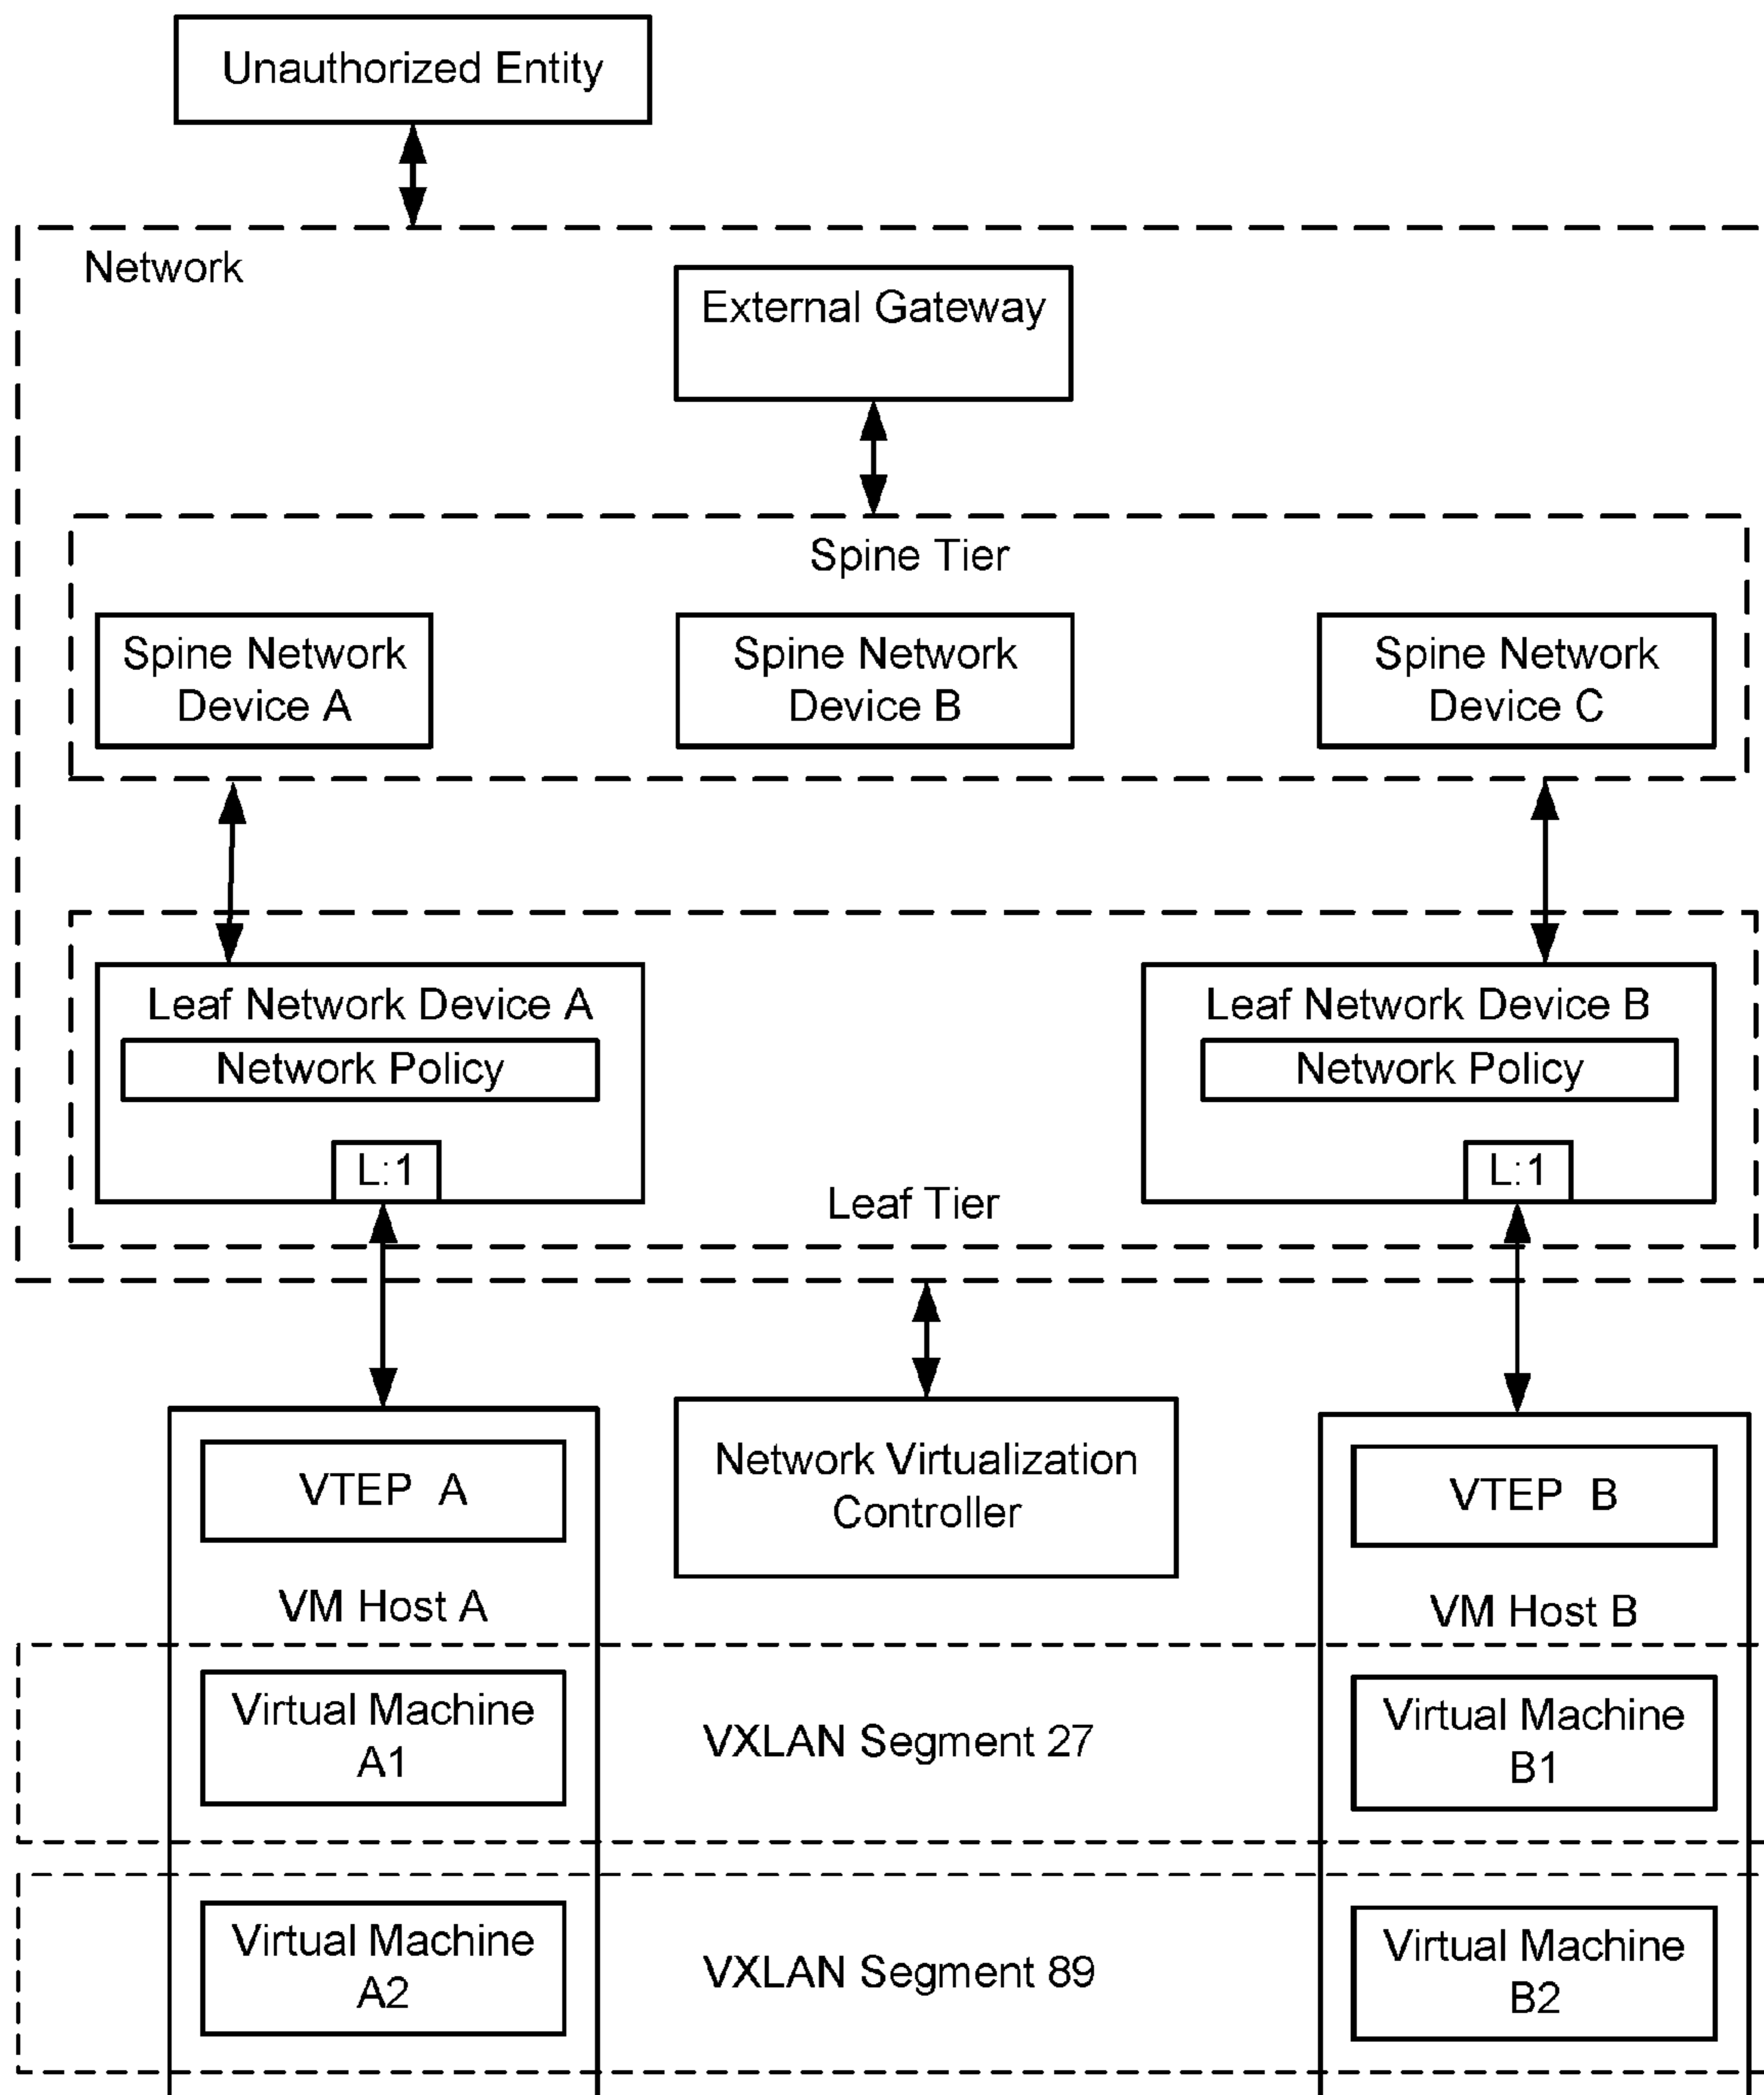 Unauthorized Entity
Network
External Gateway
Spine Tier
Spine Network
Device A
Spine Network
Device B
Spine Network
Device C
Leaf Network Device A
Network Policy
L:1
Leaf Network Device B
Network Policy
L:1
Leaf Tier
VTEP A
VM Host A
Network Virtualization
Controller
VTEP B
VM Host B
Virtual Machine
A1
VXLAN Segment 27
Virtual Machine
B1
Virtual Machine
A2
VXLAN Segment 89
Virtual Machine
B2